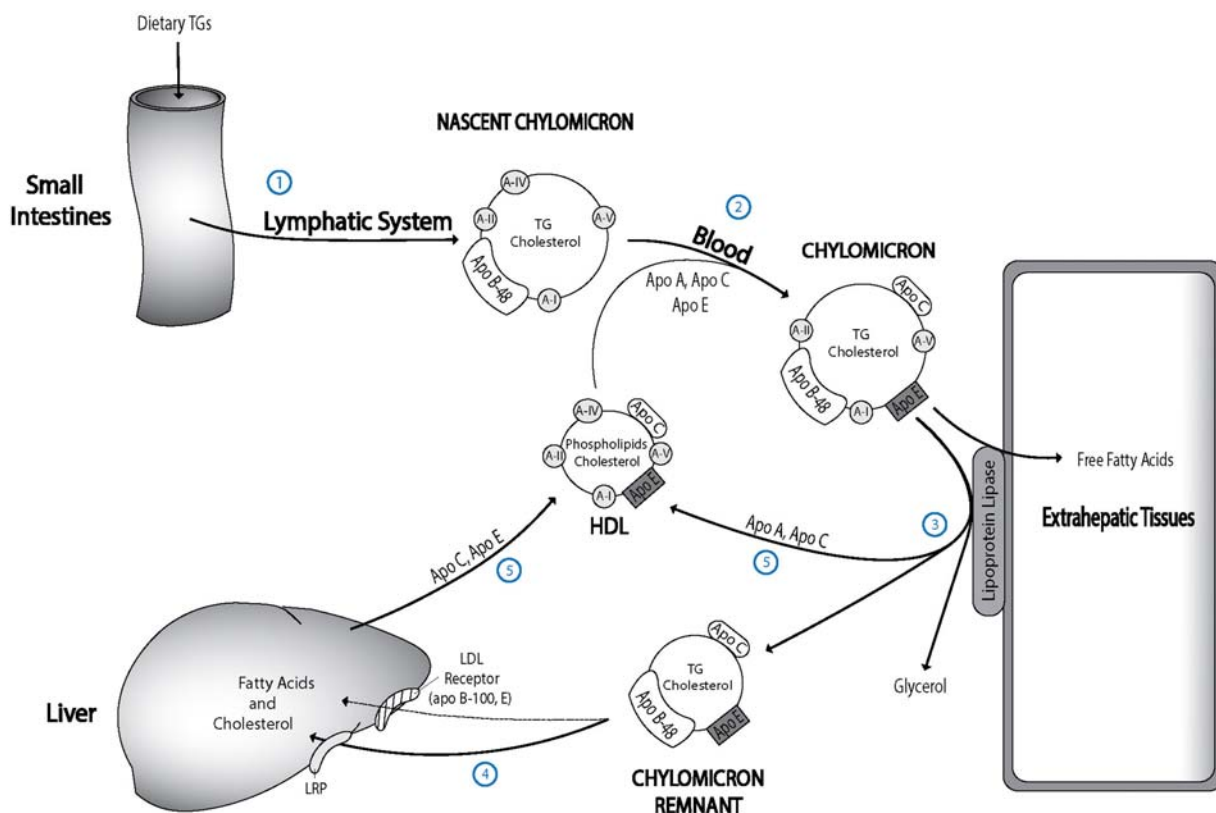 Dietary TGs
Small
Intestines
1
Lymphatic System
NASCENT CHYLOMICRON
A-IV
A-II
A-V
TG
Cholesterol
Apo B-48
A-I
2
Blood
Apo A, Apo C
Apo E
CHYLOMICRON
Apo C
A-II
A-V
TG
Cholesterol
Apo B-48
A-I
Apo E
Lipoprotein Lipase
Free Fatty Acids
Extrahepatic Tissues
A-IV
Apo C
A-II
Phospholipids
Cholesterol
A-V
A-I
Apo E
HDL
3
Apo A, Apo C
5
Apo C, Apo E
5
Glycerol
Liver
Fatty Acids
and
Cholesterol
LDL
Receptor
(apo B-100, E)
LRP
4
Apo C
TG
Cholesterol
Apo B-48
Apo E
CHYLOMICRON
REMNANT